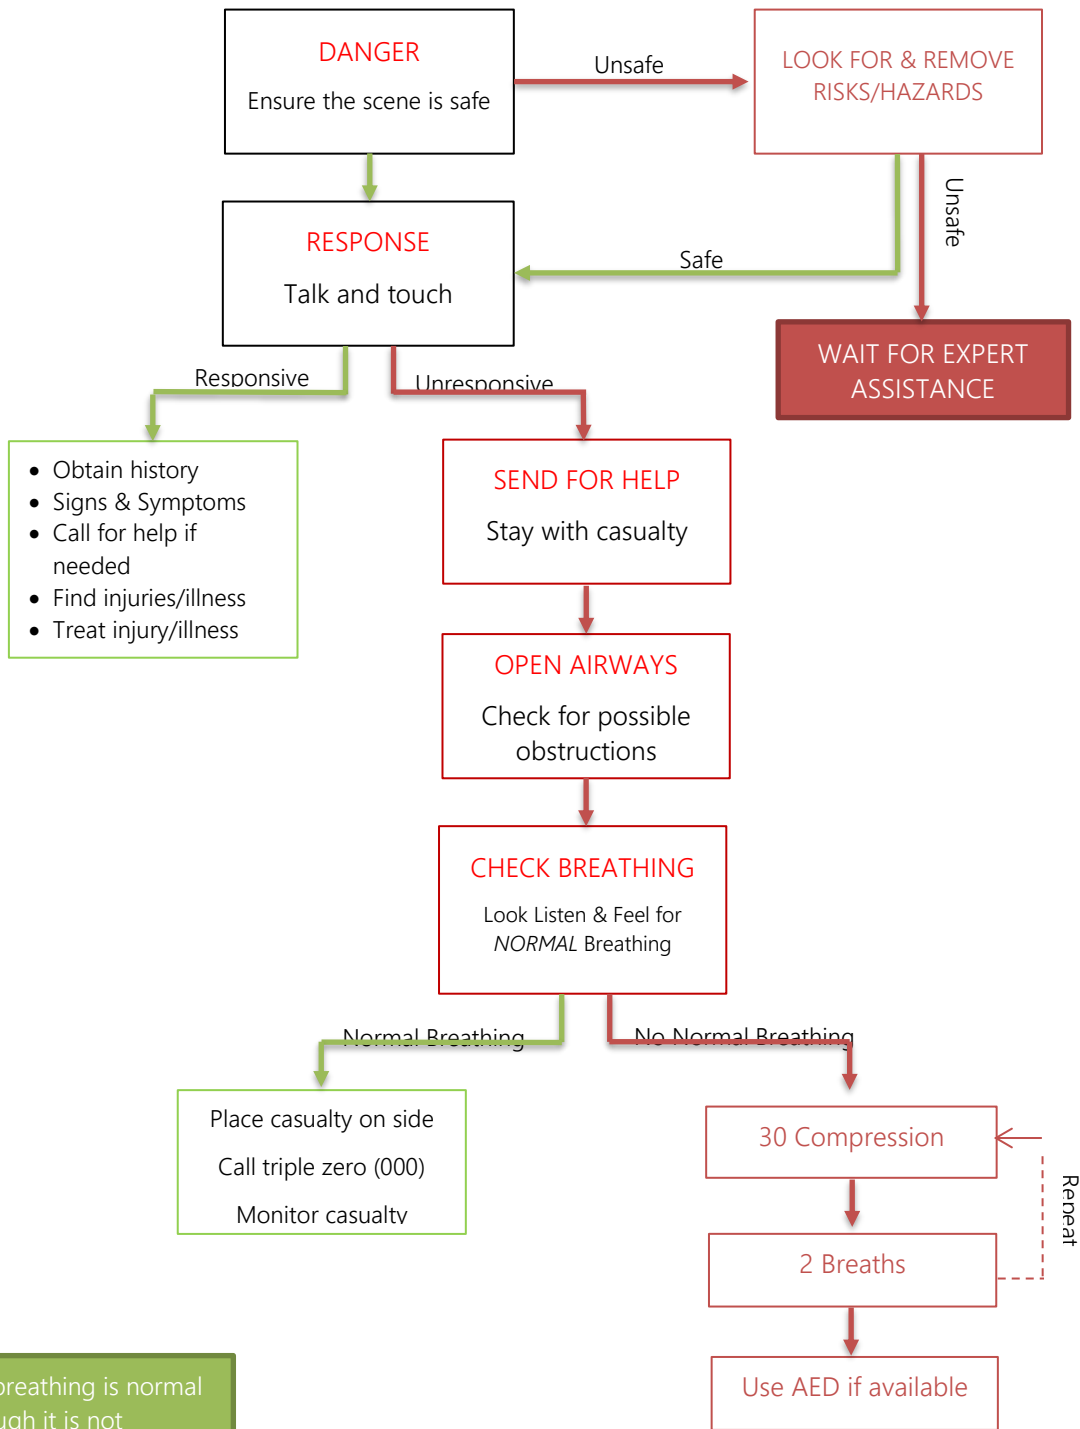 DANGER
Ensure the scene is safe
Unsafe
LOOK FOR & REMOVE
RISKS/HAZARDS
Unsafe
RESPONSE
Talk and touch
Safe
WAIT FOR EXPERT
ASSISTANCE
Responsive
Unresponsive
• Obtain history
• Signs & Symptoms
• Call for help if
needed
• Find injuries/illness
• Treat injury/illness
SEND FOR HELP
Stay with casualty
OPEN AIRWAYS
Check for possible
obstructions
CHECK BREATHING
Look Listen & Feel for
NORMAL Breathing
Normal Breathing
No Normal Breathing
Place casualty on side
Call triple zero (000)
Monitor casualty
30 Compression
Repeat
2 Breaths
Use AED if available
breathing is normal
ugh it is not